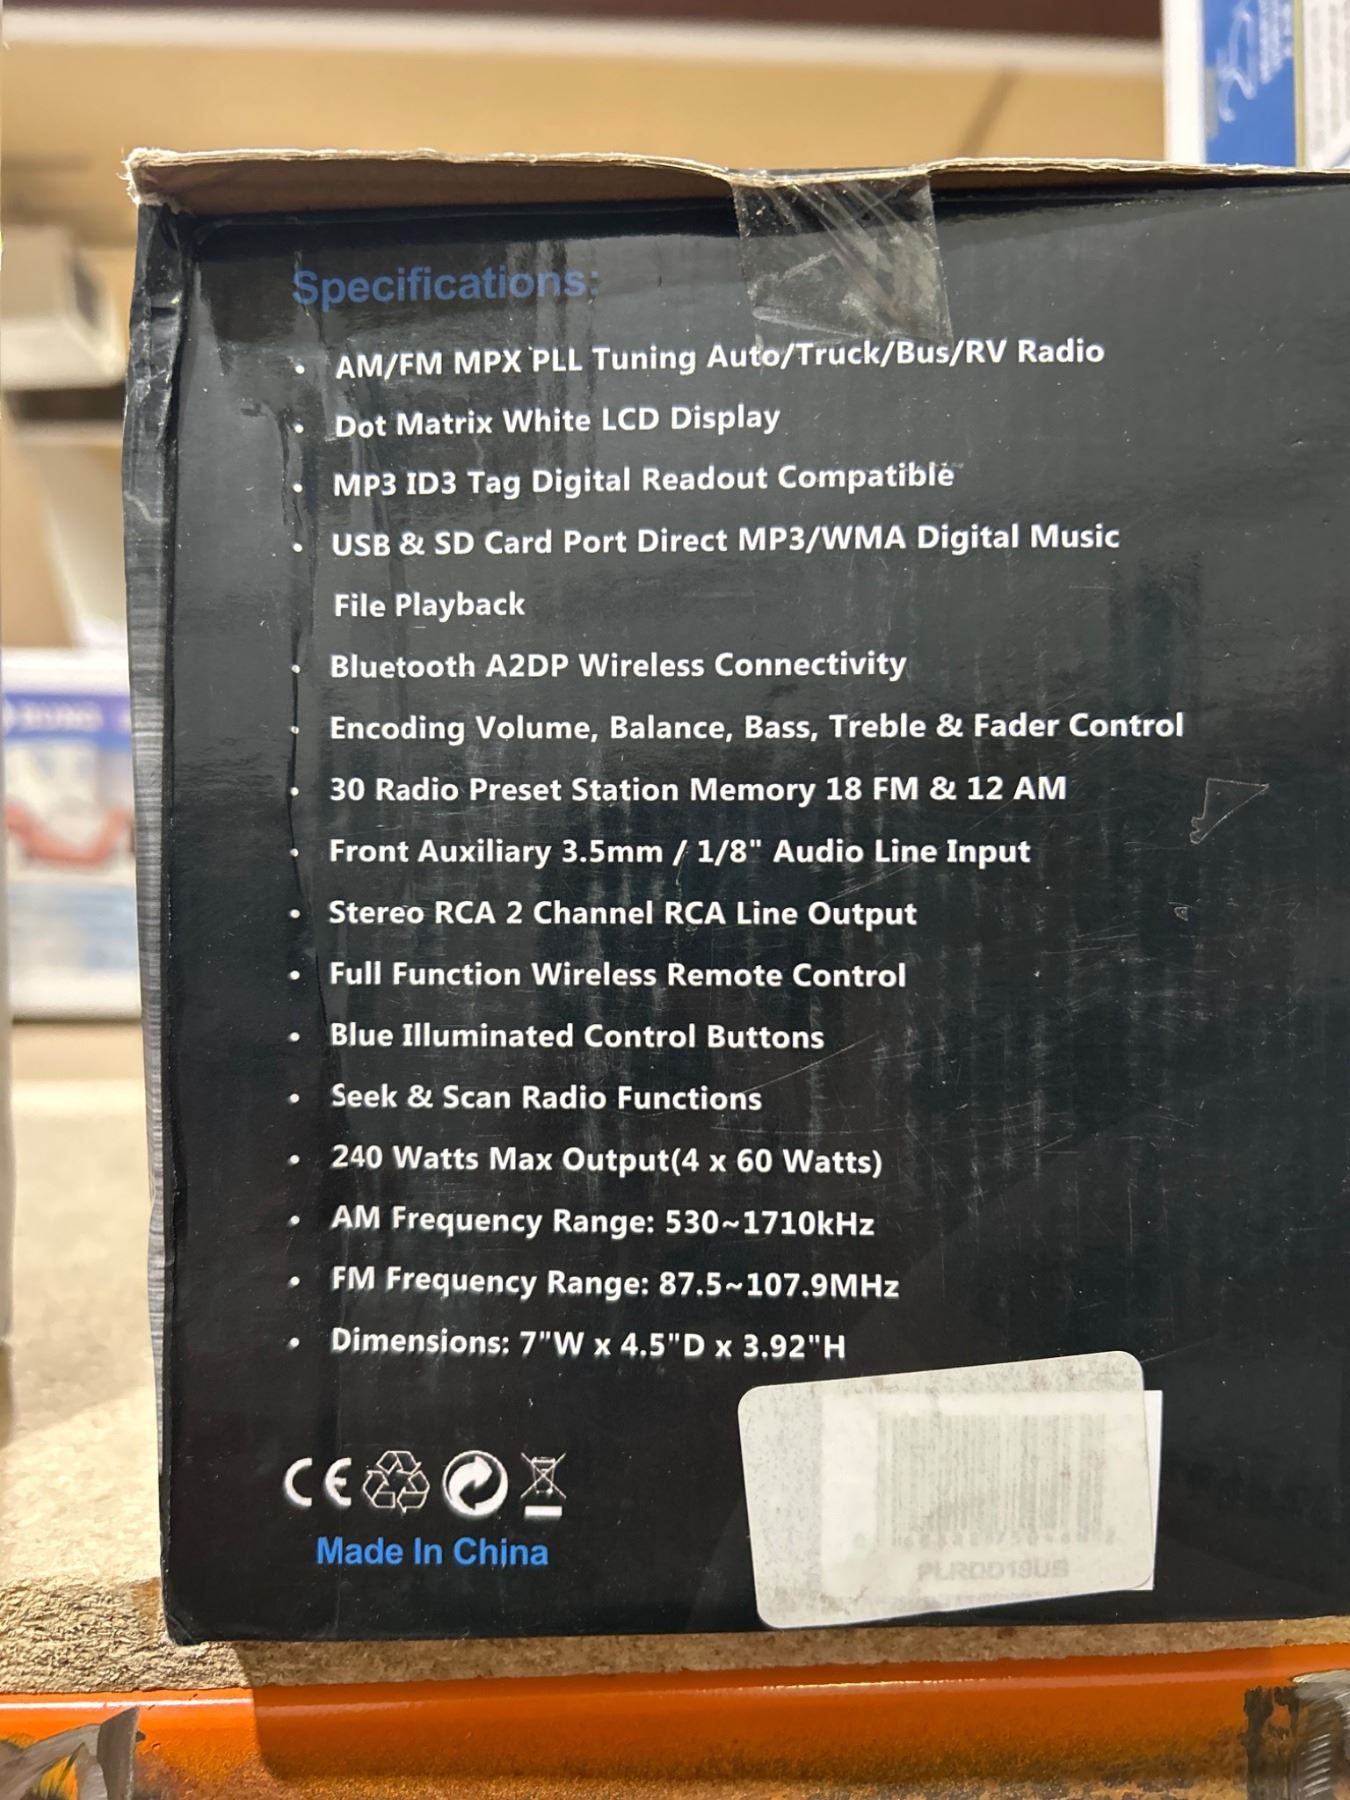 Specifications:
• AM/FM MPX PLL Tuning Auto/Truck/Bus/RV Radio
• Dot Matrix White LCD Display
• MP3 ID3 Tag Digital Readout Compatible
• USB & SD Card Port Direct MP3/WMA Digital Music
File Playback
• Bluetooth A2DP Wireless Connectivity
• Encoding Volume, Balance, Bass, Treble & Fader Control
• 30 Radio Preset Station Memory 18 FM & 12 AM
• Front Auxiliary 3.5mm / 1/8" Audio Line Input
• Stereo RCA 2 Channel RCA Line Output
• Full Function Wireless Remote Control
• Blue Illuminated Control Buttons
• Seek & Scan Radio Functions
• 240 Watts Max Output(4 x 60 Watts)
• AM Frequency Range: 530~1710kHz
• FM Frequency Range: 87.5~107.9MHz
• Dimensions: 7"W x 4.5"D x 3.92"H
CE
Made In China